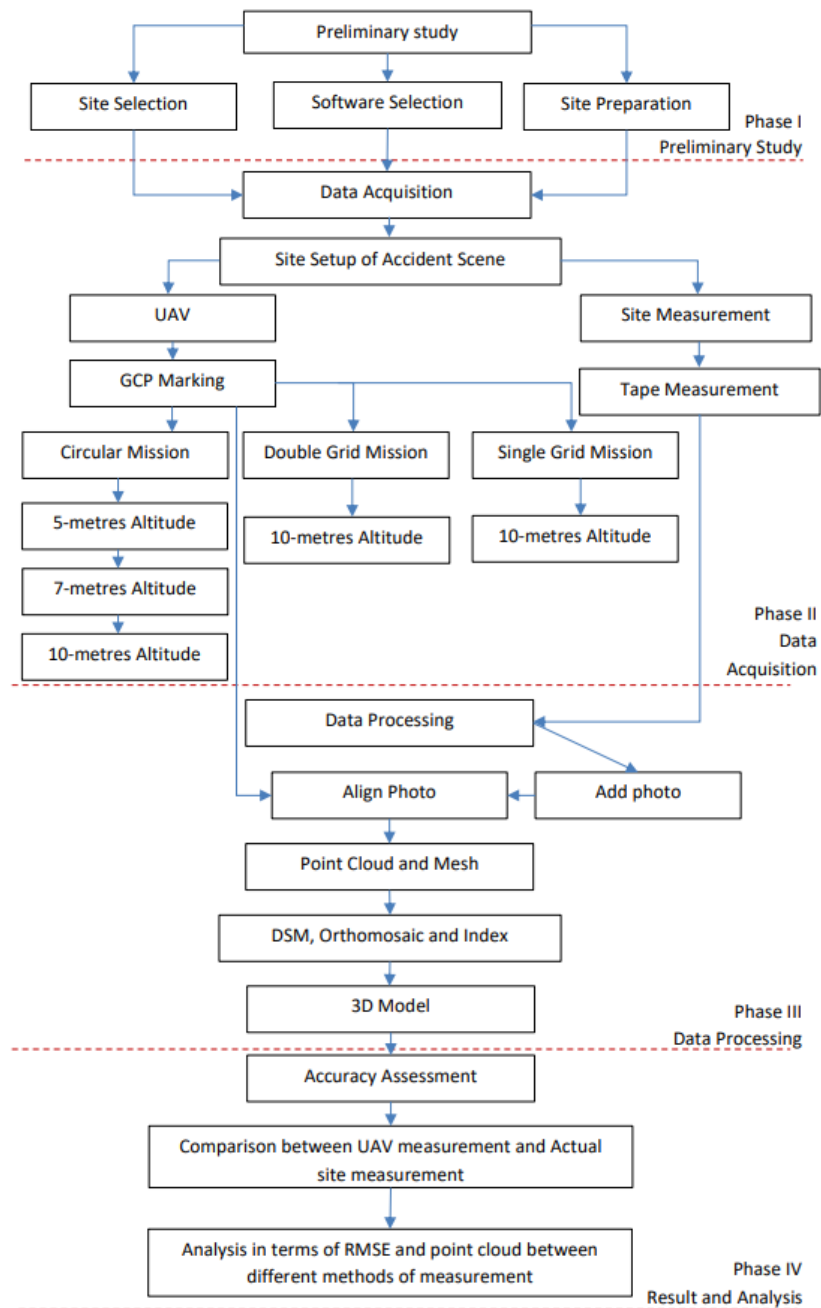 Preliminary study
Site Selection
Software Selection
Site Preparation
Phase I
Preliminary Study
Data Acquisition
Site Setup of Accident Scene
UAV
Site Measurement
GCP Marking
Tape Measurement
Circular Mission
Double Grid Mission
Single Grid Mission
5-metres Altitude
10-metres Altitude
10-metres Altitude
7-metres Altitude
10-metres Altitude
Phase II
Data
Acquisition
Data Processing
Align Photo
Add photo
Point Cloud and Mesh
DSM, Orthomosaic and Index
3D Model
Phase III
Data Processing
Accuracy Assessment
Comparison between UAV measurement and Actual
site measurement
Analysis in terms of RMSE and point cloud between
different methods of measurement
Phase IV
Result and Analysis